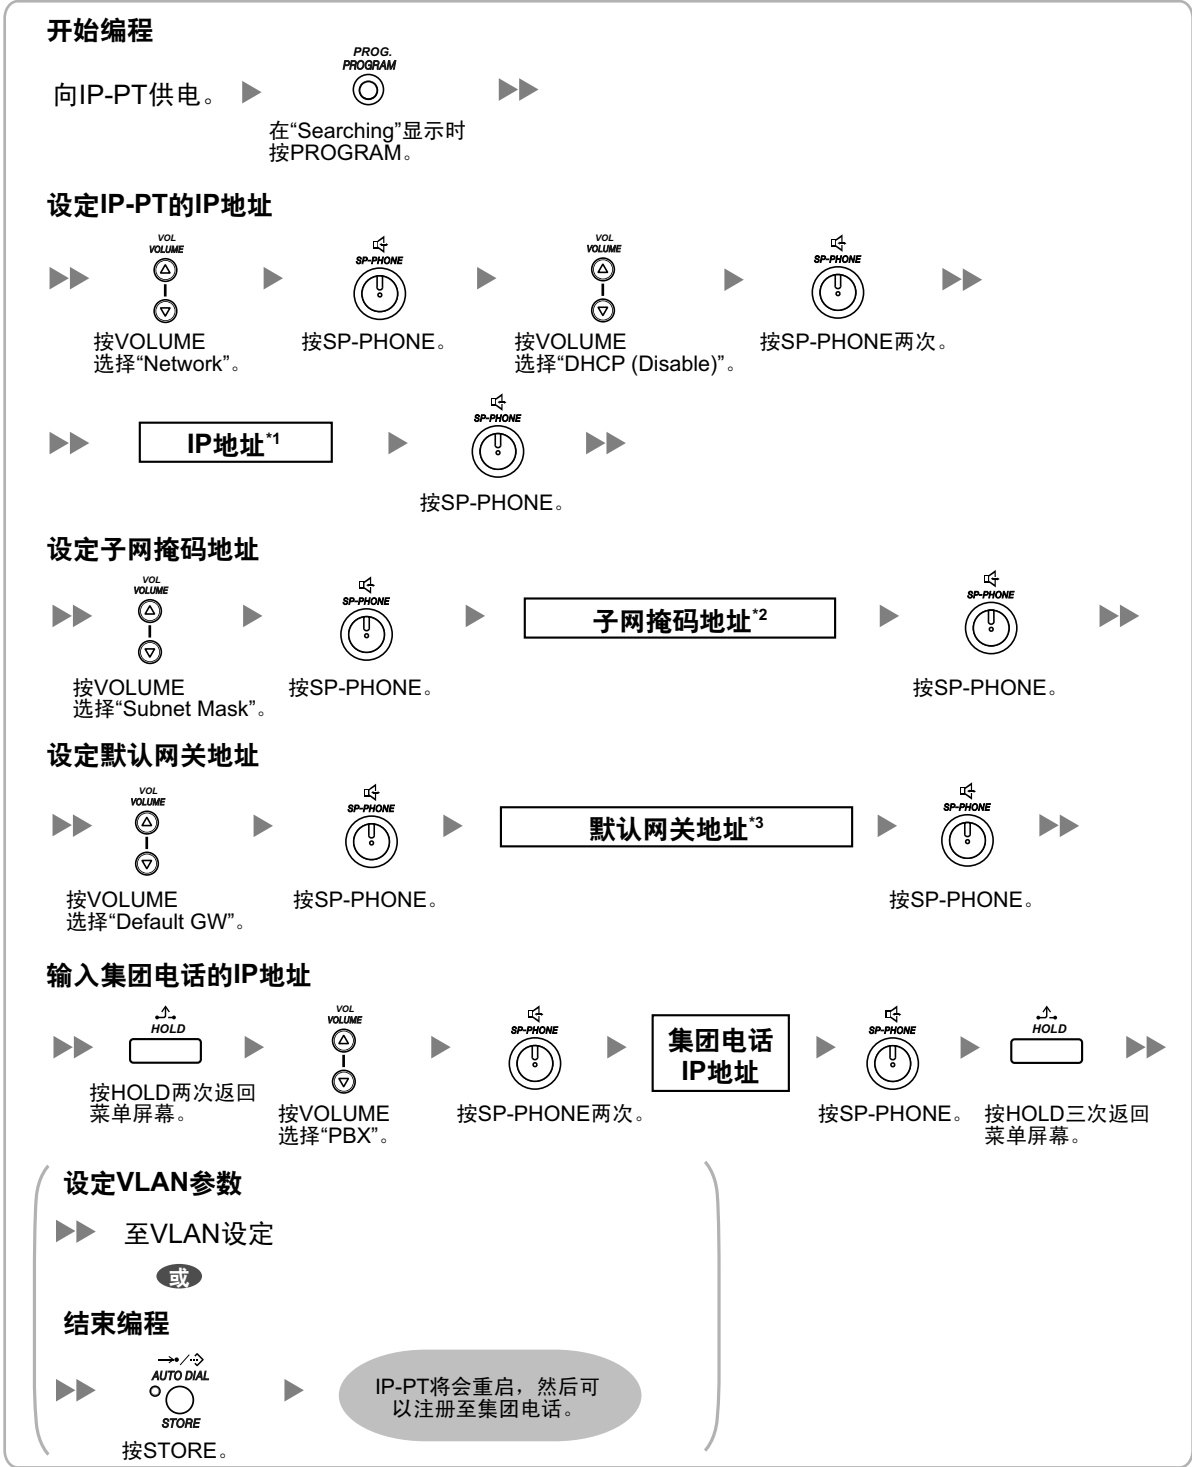 开始编程
PROG.
PROGRAM
向IP-PT供电。
在“Searching”显示时
按PROGRAM。
设定IP-PT的IP地址
VOL
VOLUME
按VOLUME
选择“Network”。
SP-PHONE
按SP-PHONE。
VOL
VOLUME
按VOLUME
选择“DHCP (Disable)”。
SP-PHONE
按SP-PHONE两次。
IP地址*1
SP-PHONE
按SP-PHONE。
设定子网掩码地址
VOL
VOLUME
按VOLUME
选择“Subnet Mask”。
SP-PHONE
按SP-PHONE。
子网掩码地址*2
SP-PHONE
按SP-PHONE。
设定默认网关地址
VOL
VOLUME
按VOLUME
选择“Default GW”。
SP-PHONE
按SP-PHONE。
默认网关地址*3
SP-PHONE
按SP-PHONE。
输入集团电话的IP地址
HOLD
按HOLD两次返回
菜单屏幕。
VOL
VOLUME
按VOLUME
选择“PBX”。
SP-PHONE
按SP-PHONE两次。
集团电话
IP地址
SP-PHONE
按SP-PHONE。
HOLD
按HOLD三次返回
菜单屏幕。
设定VLAN参数
至VLAN设定
或
结束编程
AUTO DIAL
STORE
按STORE。
IP-PT将会重启，然后可
以注册至集团电话。